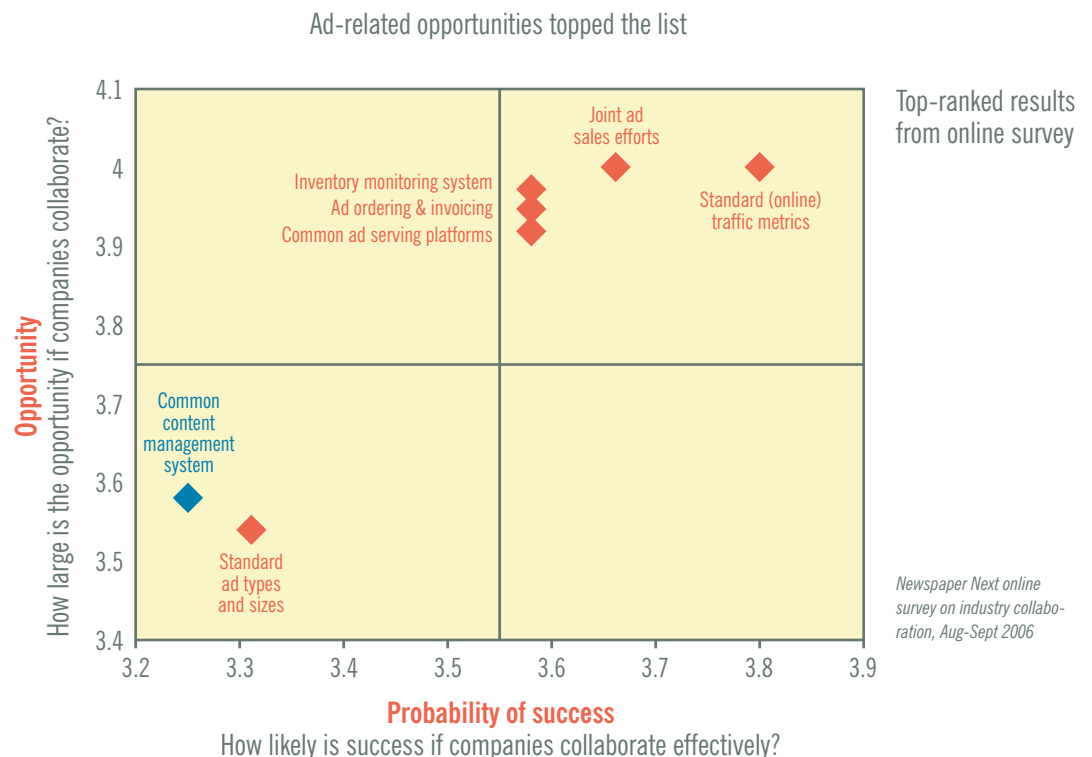 Ad-related opportunities topped the list
Top-ranked results
from online survey
Opportunity
How large is the opportunity if companies collaborate?
4.1
4
3.9
3.8
3.7
3.6
3.5
3.4
Joint ad
sales efforts
Inventory monitoring system
Ad ordering & invoicing
Common ad serving platforms
Standard (online)
traffic metrics
Common
content
management
system
Standard
ad types
and sizes
3.2
3.3
3.4
3.5
3.6
3.7
3.8
3.9
Probability of success
How likely is success if companies collaborate effectively?
Newspaper Next online
survey on industry collabo-
ration, Aug-Sept 2006